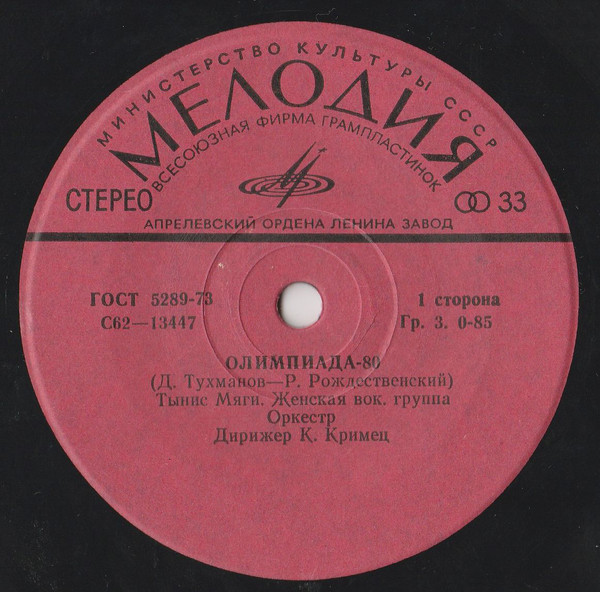 МИНИСТЕРСТВО КУЛЬТУРЫ СССР
МЕЛОДИЯ
ВСЕСОЮЗНАЯ ФИРМА ГРАМПЛАСТИНОК
СТЕРЕО
33
АПРЕЛЕВСКИЙ ОРДЕНА ЛЕНИНА ЗАВОД
ГОСТ 5289-73
1 сторона
С62—13447
Гр. 3. 0-85
ОЛИМПИАДА-80
(Д. Тухманов—Р. Рождественский)
Тынис Мяги. Женская вок. группа
Оркестр
Дирижер К. Кримец